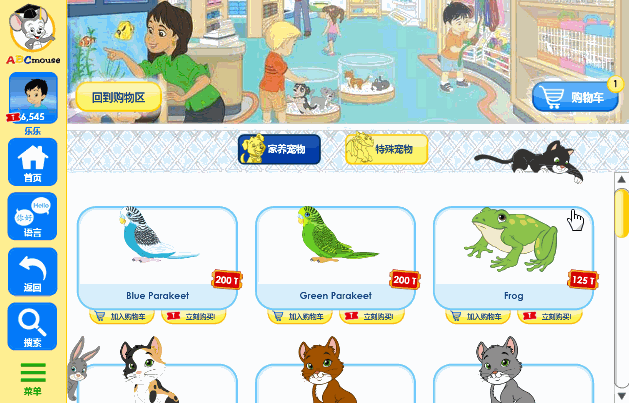 ABCmouse
6,545
乐乐
首页
你好
Hello
语言
返回
搜索
菜单
回到购物区
购物车
1
家养宠物
特殊宠物
200 T
Blue Parakeet
加入购物车
T 立刻购买!
200 T
Green Parakeet
加入购物车
T 立刻购买!
125 T
Frog
加入购物车
T 立刻购买!